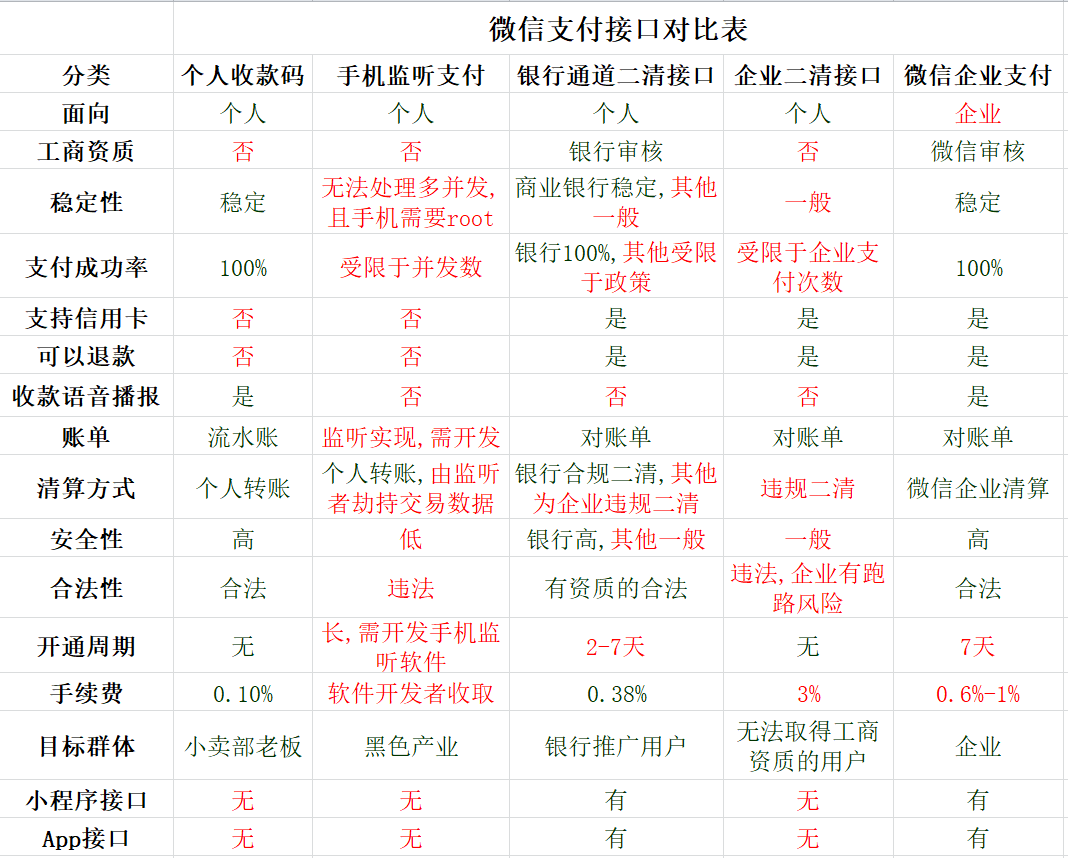 微信支付接口对比表
分类 个人收款码 手机监听支付 银行通道二清接口 企业二清接口 微信企业支付
面向 个人 个人 个人 个人 企业
工商资质 否 否 银行审核 否 微信审核
稳定性 稳定 无法处理多并发,且手机需要root 商业银行稳定,其他一般 一般 稳定
支付成功率 100% 受限于并发数 银行100%,其他受限于政策 受限于企业支付次数 100%
支持信用卡 否 否 是 是 是
可以退款 否 否 是 是 是
收款语音播报 是 否 否 否 是
账单 流水账 监听实现,需开发 对账单 对账单 对账单
清算方式 个人转账 个人转账,由监听者劫持交易数据 银行合规二清,其他为企业违规二清 违规二清 微信企业清算
安全性 高 低 银行高,其他一般 一般 高
合法性 合法 违法 有资质的合法 违法,企业有跑路风险 合法
开通周期 无 长,需开发手机监听软件 2-7天 无 7天
手续费 0.10% 软件开发者收取 0.38% 3% 0.6%-1%
目标群体 小卖部老板 黑色产业 银行推广用户 无法取得工商资质的用户 企业
小程序接口 无 无 有 无 有
App接口 无 无 有 无 有